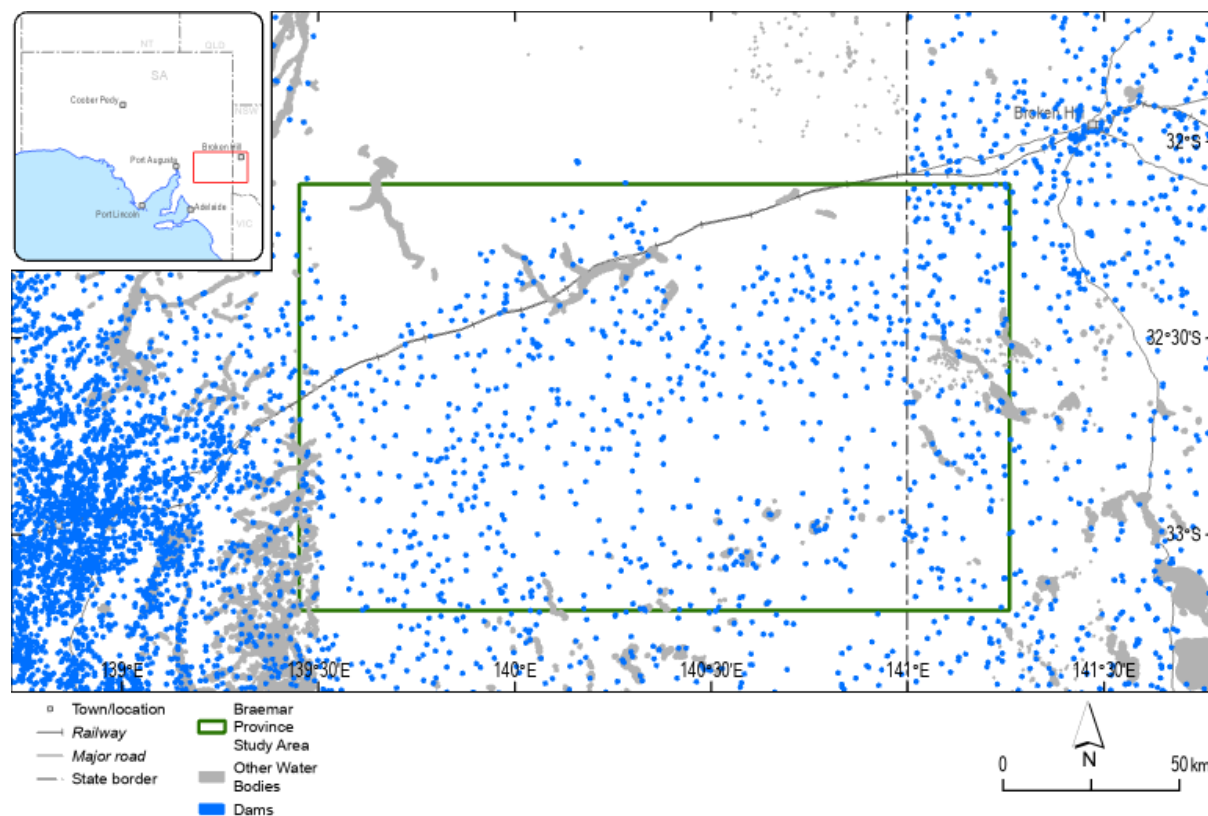 NT
QLD
SA
Coober Pedy
NSW
Broken Hill
Port Augusta
Port Lincoln
Adelaide
VIC
Broken H
32°S
32°30'S
33°S
139°E
139°30'E
140°E
140°30'E
141°E
141°30'E
Town/location
Railway
Major road
State border
Braemar
Province
Study Area
Other Water
Bodies
Dams
N
0
50 km